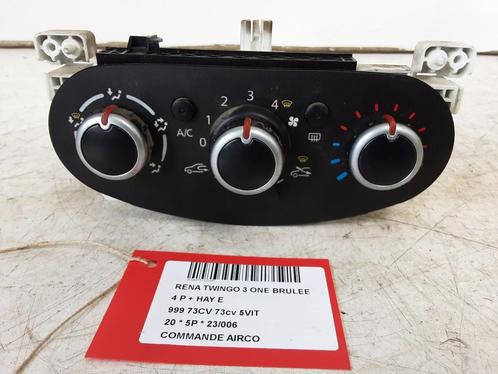 3
2 4
1
A/C
0
RENA TWINGO 3 ONE BRULEE
4 P + HAY E
999 73CV 73cv 5VIT
20 * 5P * 23/006
COMMANDE AIRCO